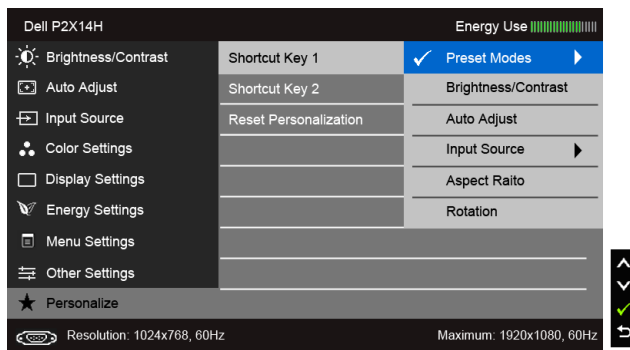 Dell P2X14H Energy Use
Brightness/Contrast Shortcut Key 1 Preset Modes
Auto Adjust Shortcut Key 2 Brightness/Contrast
Input Source Reset Personalization Auto Adjust
Color Settings Input Source
Display Settings Aspect Raito
Energy Settings Rotation
Menu Settings
Other Settings
Personalize
Resolution: 1024x768, 60Hz Maximum: 1920x1080, 60Hz